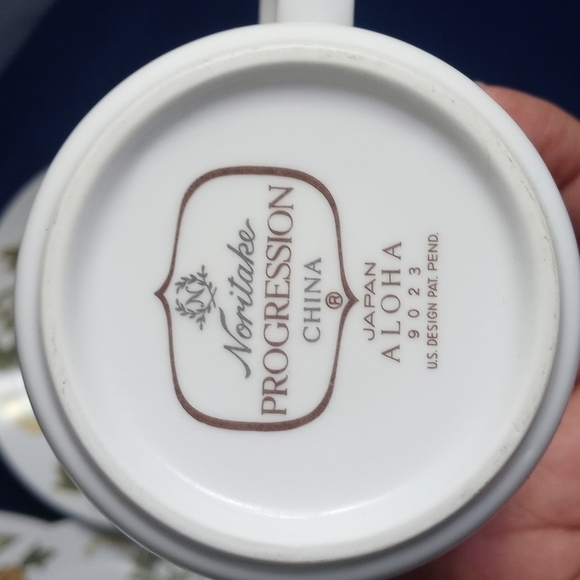 N
Noritake
PROGRESSION
CHINA
®
JAPAN
ALOHA
9023
U.S. DESIGN PAT. PEND.